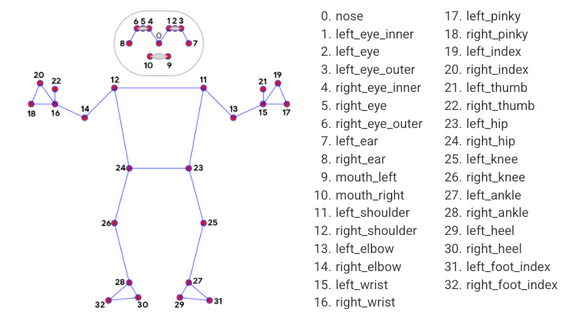 6 5 4 1 2 3
0
8 7
10 9
20 22 12 11 21 19
18 16 14 13 15 17
24 23
26 25
28 27
32 30 29 31
0. nose
1. left_eye_inner
2. left_eye
3. left_eye_outer
4. right_eye_inner
5. right_eye
6. right_eye_outer
7. left_ear
8. right_ear
9. mouth_left
10. mouth_right
11. left_shoulder
12. right_shoulder
13. left_elbow
14. right_elbow
15. left_wrist
16. right_wrist
17. left_pinky
18. right_pinky
19. left_index
20. right_index
21. left_thumb
22. right_thumb
23. left_hip
24. right_hip
25. left_knee
26. right_knee
27. left_ankle
28. right_ankle
29. left_heel
30. right_heel
31. left_foot_index
32. right_foot_index